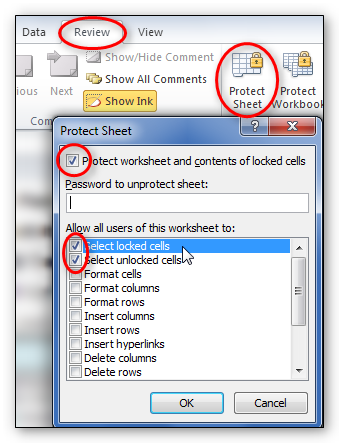 Data Review View
Show/Hide Comment
Show All Comments
Show Ink
ious Next
Protect Sheet
Protect Workbook
Protect Sheet
Protect worksheet and contents of locked cells
Password to unprotect sheet:
Allow all users of this worksheet to:
Select locked cells
Select unlocked cells
Format cells
Format columns
Format rows
Insert columns
Insert rows
Insert hyperlinks
Delete columns
Delete rows
OK Cancel